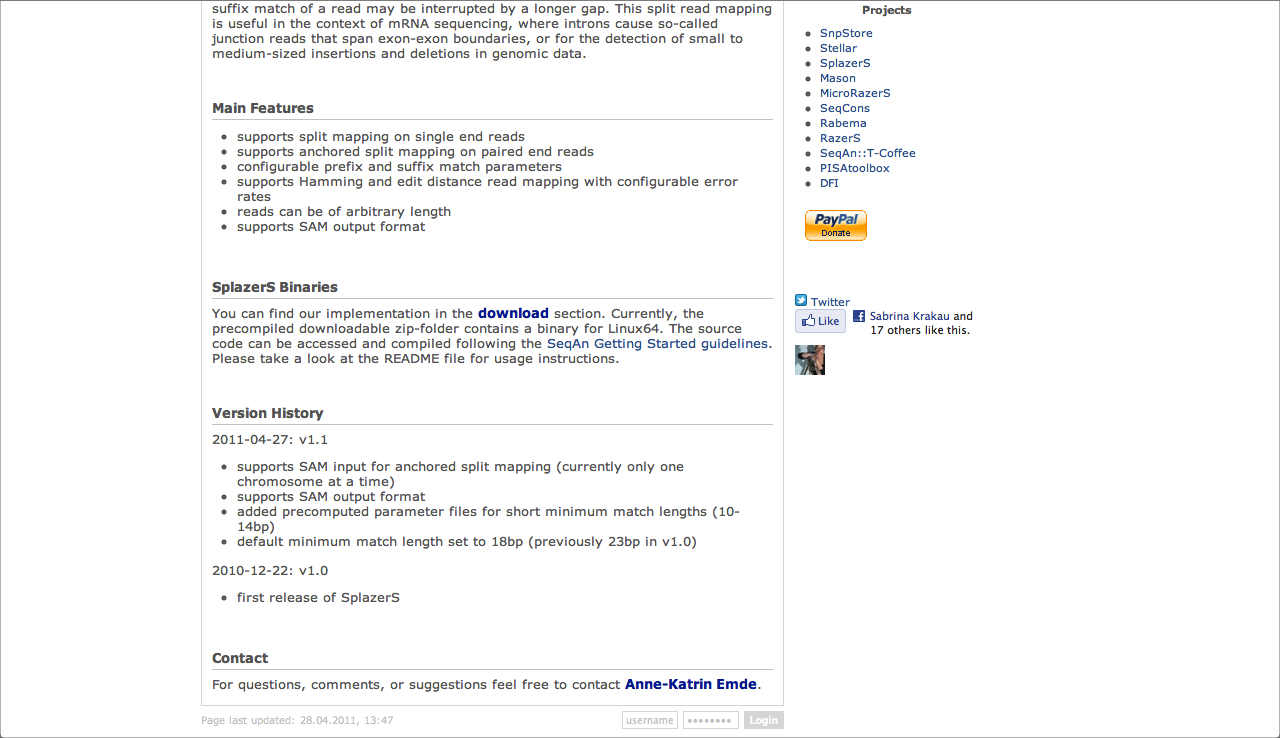 suffix match of a read may be interrupted by a longer gap. This split read mapping
is useful in the context of mRNA sequencing, where introns cause so-called
junction reads that span exon-exon boundaries, or for the detection of small to
medium-sized insertions and deletions in genomic data.
Main Features
supports split mapping on single end reads
supports anchored split mapping on paired end reads
configurable prefix and suffix match parameters
supports Hamming and edit distance read mapping with configurable error
rates
reads can be of arbitrary length
supports SAM output format
SplazerS Binaries
You can find our implementation in the download section. Currently, the
precompiled downloadable zip-folder contains a binary for Linux64. The source
code can be accessed and compiled following the SeqAn Getting Started guidelines.
Please take a look at the README file for usage instructions.
Version History
2011-04-27: v1.1
supports SAM input for anchored split mapping (currently only one
chromosome at a time)
supports SAM output format
added precomputed parameter files for short minimum match lengths (10-
14bp)
default minimum match length set to 18bp (previously 23bp in v1.0)
2010-12-22: v1.0
first release of SplazerS
Contact
For questions, comments, or suggestions feel free to contact Anne-Katrin Emde.
Page last updated: 28.04.2011, 13:47
username •••••••• Login
Projects
SnpStore
Stellar
SplazerS
Mason
MicroRazerS
SeqCons
Rabema
RazerS
SeqAn::T-Coffee
PISAtoolbox
DFI
PayPal
Donate
Twitter
Like Sabrina Krakau and
17 others like this.